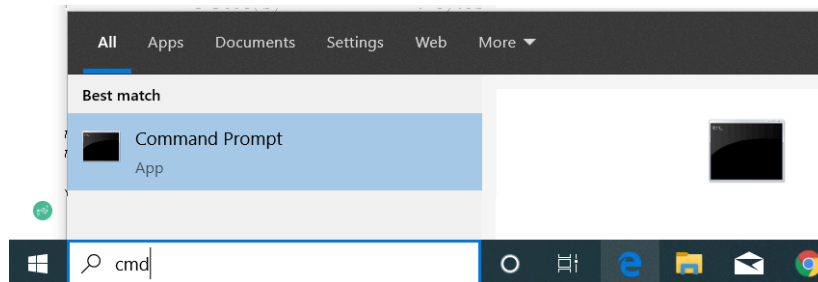 All Apps Documents Settings Web More
Best match
Command Prompt
App
cmd